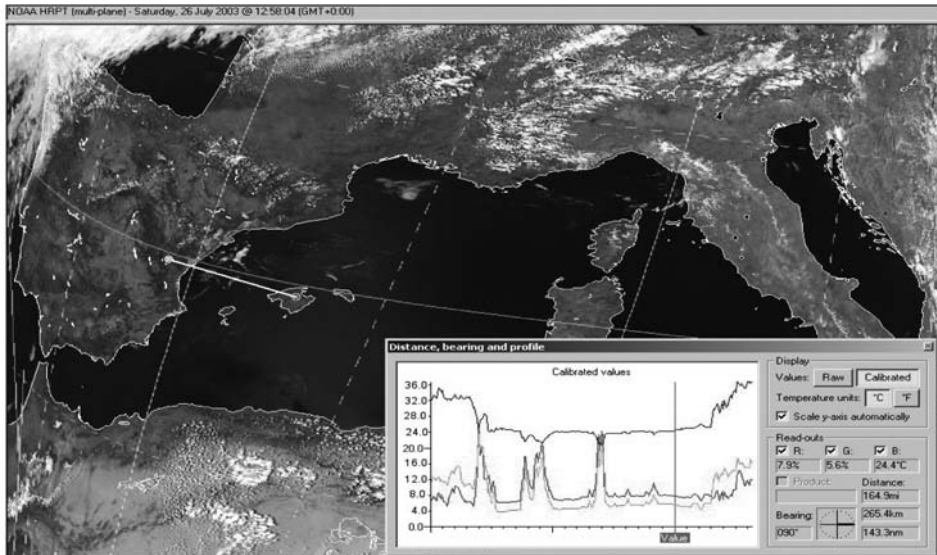 NOAA HRPT (multi-plane) - Saturday, 26 July 2003 @ 12:58:04 (GMT+0:00)
Distance, bearing and profile
Calibrated values
36.0
32.0
28.0
24.0
20.0
16.0
12.0
8.0
4.0
0.0
Value
Display
Values: Raw Calibrated
Temperature units: °C °F
Scale y-axis automatically
Read-outs
R: G: B:
7.9% 5.6% 24.4°C
Product: Distance:
164.9mi
Bearing: 265.4km
090° 143.3nm